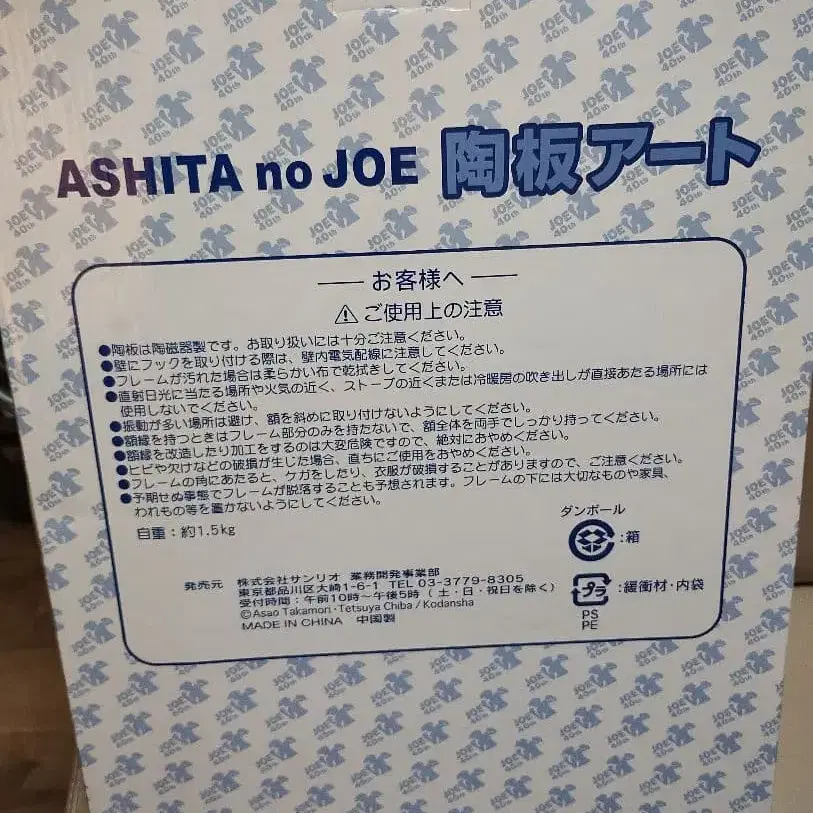 ASHITA no JOE 陶板アート
お客様へ
⚠ご使用上の注意
●陶板は陶磁器製です。お取り扱いには十分ご注意ください。
●壁にフックを取り付ける際は、壁内電気配線に注意してください。
●フレームが汚れた場合は柔らかい布で乾拭きしてください。
●直射日光に当たる場所や火気の近く、ストーブの近くまたは冷暖房の吹き出しが直接あたる場所には
使用しないでください。
●振動が多い場所は避け、額を斜めに取り付けないようにしてください。
●額縁を持つときはフレーム部分のみを持たないで、額全体を両手でしっかり持ってください。
●額縁を改造したり加工をするのは大変危険ですので、絶対におやめください。
●ヒビや欠けなどの破損が生じた場合、直ちにご使用をおやめください。
●フレームの角にあたると、ケガをしたり、衣服が破損することがありますので、ご注意ください。
●予期せぬ事態でフレームが脱落することも予想されます。フレームの下には大切なものや家具、
われもの等を置かないようにしてください。
自重：約1.5kg
ダンボール
：箱
発売元 株式会社サンリオ 業務開発事業部
東京都品川区大崎1-6-1 TEL 03-3779-8305
受付時間：午前10時～午後5時（土・日・祝日を除く）
©Asao Takamori・Tetsuya Chiba / Kodansha
MADE IN CHINA 中国製
プラ：緩衝材・内袋
PS
PE
JOE 40th